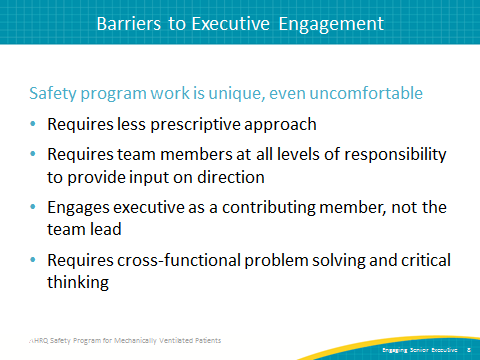 Barriers to Executive Engagement
Safety program work is unique, even uncomfortable
• Requires less prescriptive approach
• Requires team members at all levels of responsibility
to provide input on direction
• Engages executive as a contributing member, not the
team lead
• Requires cross-functional problem solving and critical
thinking
AHRQ Safety Program for Mechanically Ventilated Patients
Engaging Senior Executive 8